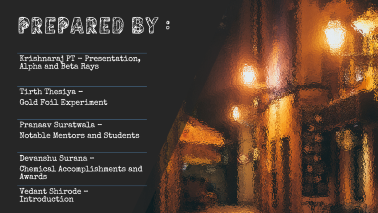 PREPARED BY :
Krishnaraj PT – Presentation,
Alpha and Beta Rays
Tirth Thesiya –
Gold Foil Experiment
Pranaav Suratwala –
Notable Mentors and Students
Devanshu Surana –
Chemical Accomplishments and
Awards
Vedant Shirode –
Introduction